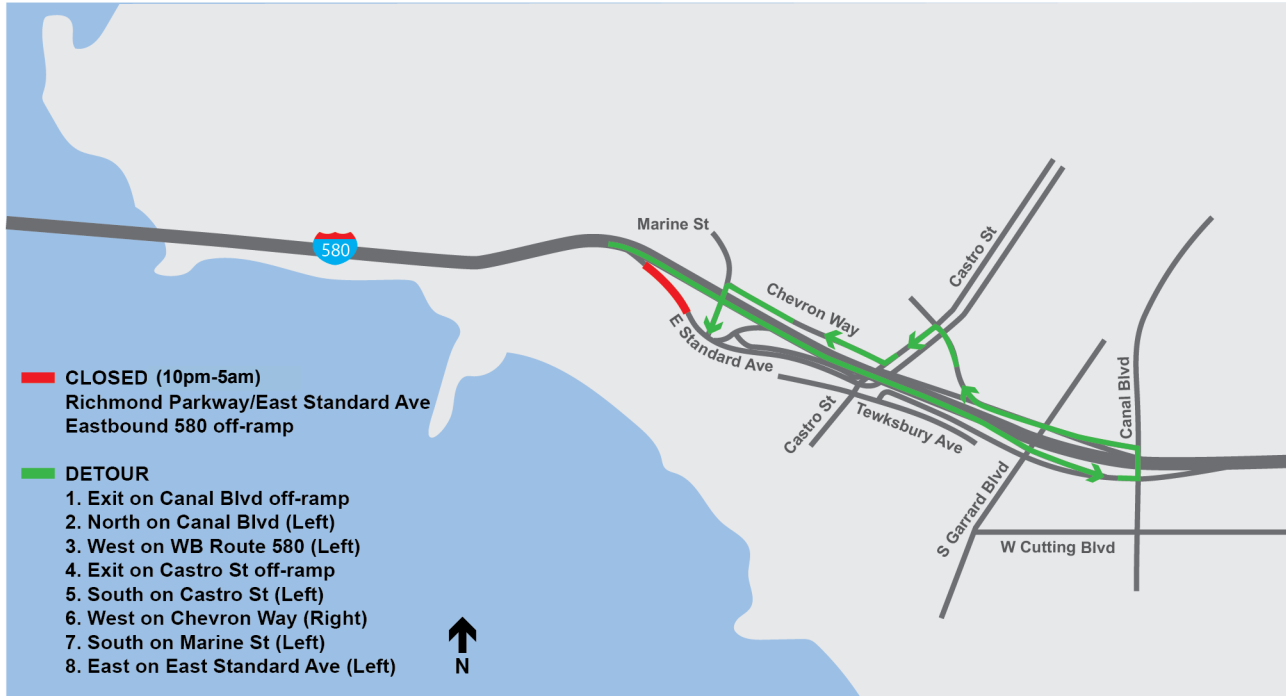 Marine St
580
Chevron Way
Castro St
E Standard Ave
Canal Blvd
Castro St
Tewksbury Ave
S Garrard Blvd
W Cutting Blvd
CLOSED (10pm-5am)
Richmond Parkway/East Standard Ave
Eastbound 580 off-ramp
DETOUR
1. Exit on Canal Blvd off-ramp
2. North on Canal Blvd (Left)
3. West on WB Route 580 (Left)
4. Exit on Castro St off-ramp
5. South on Castro St (Left)
6. West on Chevron Way (Right)
7. South on Marine St (Left)
8. East on East Standard Ave (Left)
N